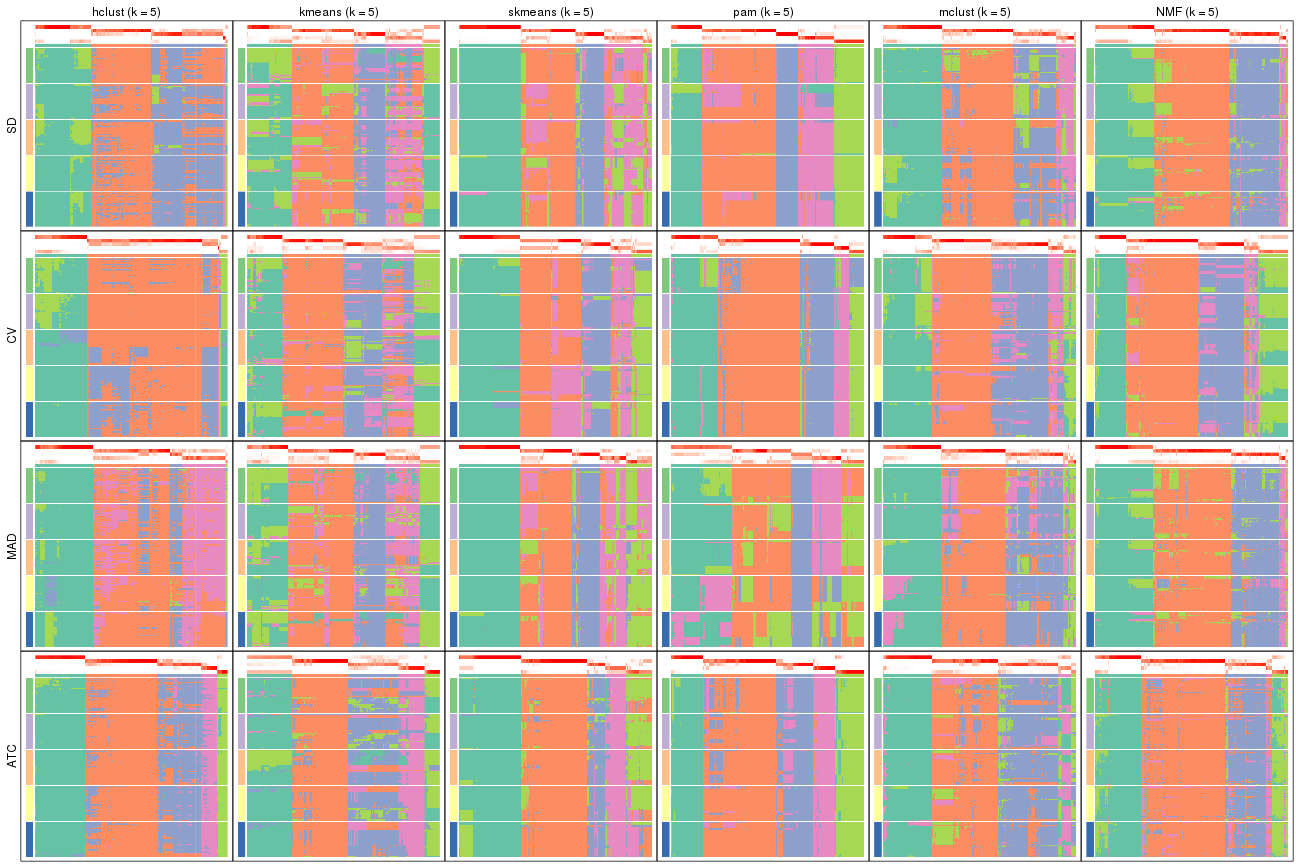 hclust (k = 5) kmeans (k = 5) skmeans (k = 5) pam (k = 5) mclust (k = 5) NMF (k = 5)
SD
CV
MAD
ATC